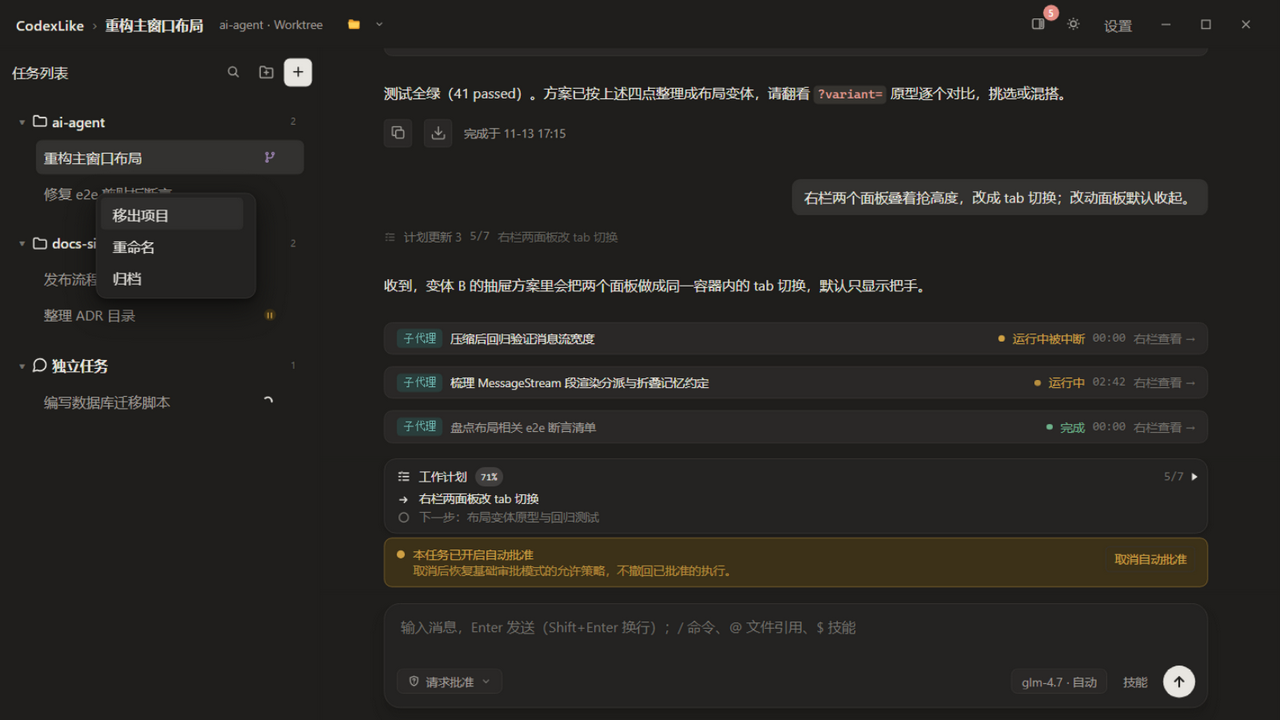 CodexLike › 重构主窗口布局 ai-agent · Worktree
5
设置
任务列表
ai-agent 2
重构主窗口布局
修复 e2e
移出项目
重命名
归档
docs-si 2
发布流程
整理 ADR 目录
独立任务 1
编写数据库迁移脚本
测试全绿（41 passed）。方案已按上述四点整理成布局变体，请翻看 ?variant= 原型逐个对比，挑选或混搭。
完成于 11-13 17:15
右栏两个面板叠着抢高度，改成 tab 切换；改动面板默认收起。
计划更新 3 5/7 右栏两面板改 tab 切换
收到，变体 B 的抽屉方案里会把两个面板做成同一容器内的 tab 切换，默认只显示把手。
子代理 压缩后回归验证消息流宽度 运行中被中断 00:00 右栏查看 →
子代理 梳理 MessageStream 段渲染分派与折叠记忆约定 运行中 02:42 右栏查看 →
子代理 盘点布局相关 e2e 断言清单 完成 00:00 右栏查看 →
工作计划 71% 5/7
→ 右栏两面板改 tab 切换
下一步：布局变体原型与回归测试
本任务已开启自动批准
取消后恢复基础审批模式的允许策略，不撤回已批准的执行。
取消自动批准
输入消息，Enter 发送（Shift+Enter 换行）；/ 命令、@ 文件引用、$ 技能
请求批准
glm-4.7 · 自动
技能